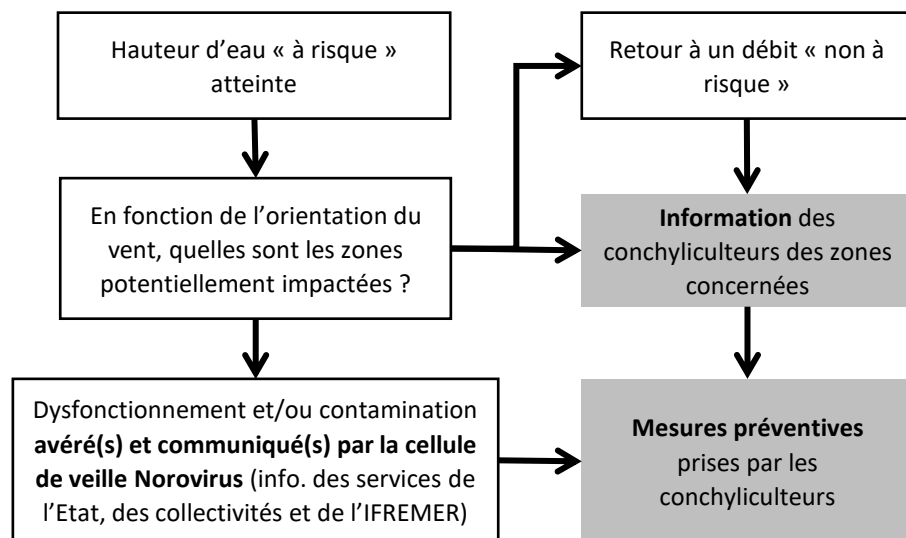 Hauteur d’eau « à risque »
atteinte
Retour à un débit « non à
risque »
En fonction de l’orientation du
vent, quelles sont les zones
potentiellement impactées ?
Information des
conchyliculteurs des zones
concernées
Dysfonctionnement et/ou contamination
avéré(s) et communiqué(s) par la cellule
de veille Norovirus (info. des services de
l’Etat, des collectivités et de l’IFREMER)
Mesures préventives
prises par les
conchyliculteurs